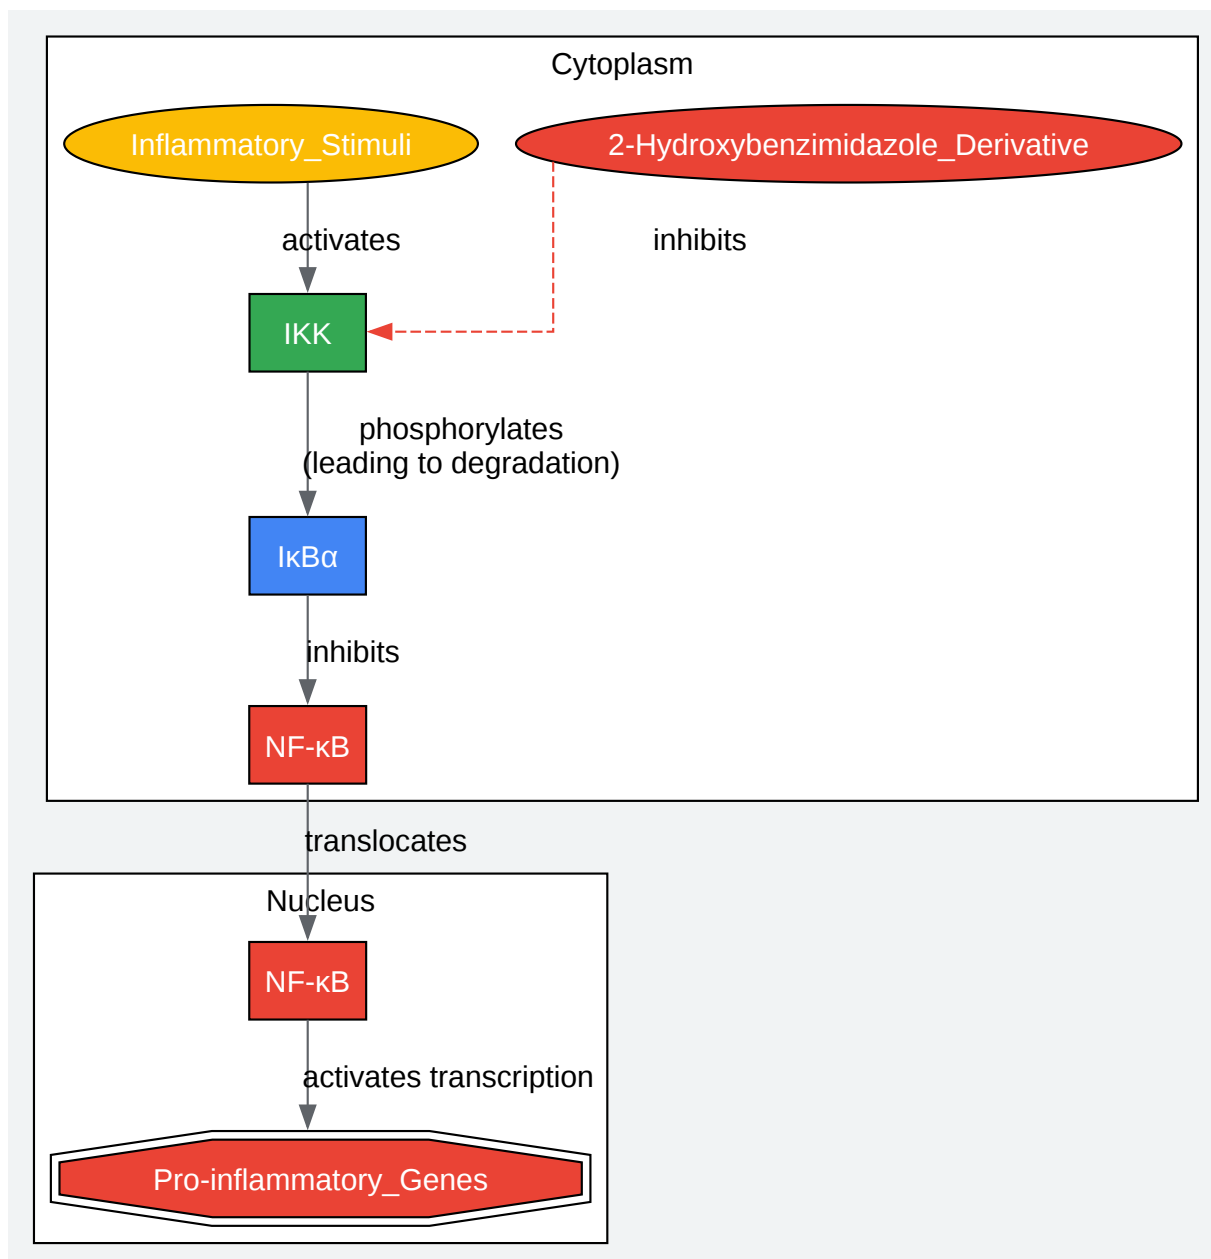 Cytoplasm
Inflammatory_Stimuli
2-Hydroxybenzimidazole_Derivative
activates
inhibits
IKK
phosphorylates
(leading to degradation)
IκBα
inhibits
NF-κB
translocates
Nucleus
NF-κB
activates transcription
Pro-inflammatory_Genes